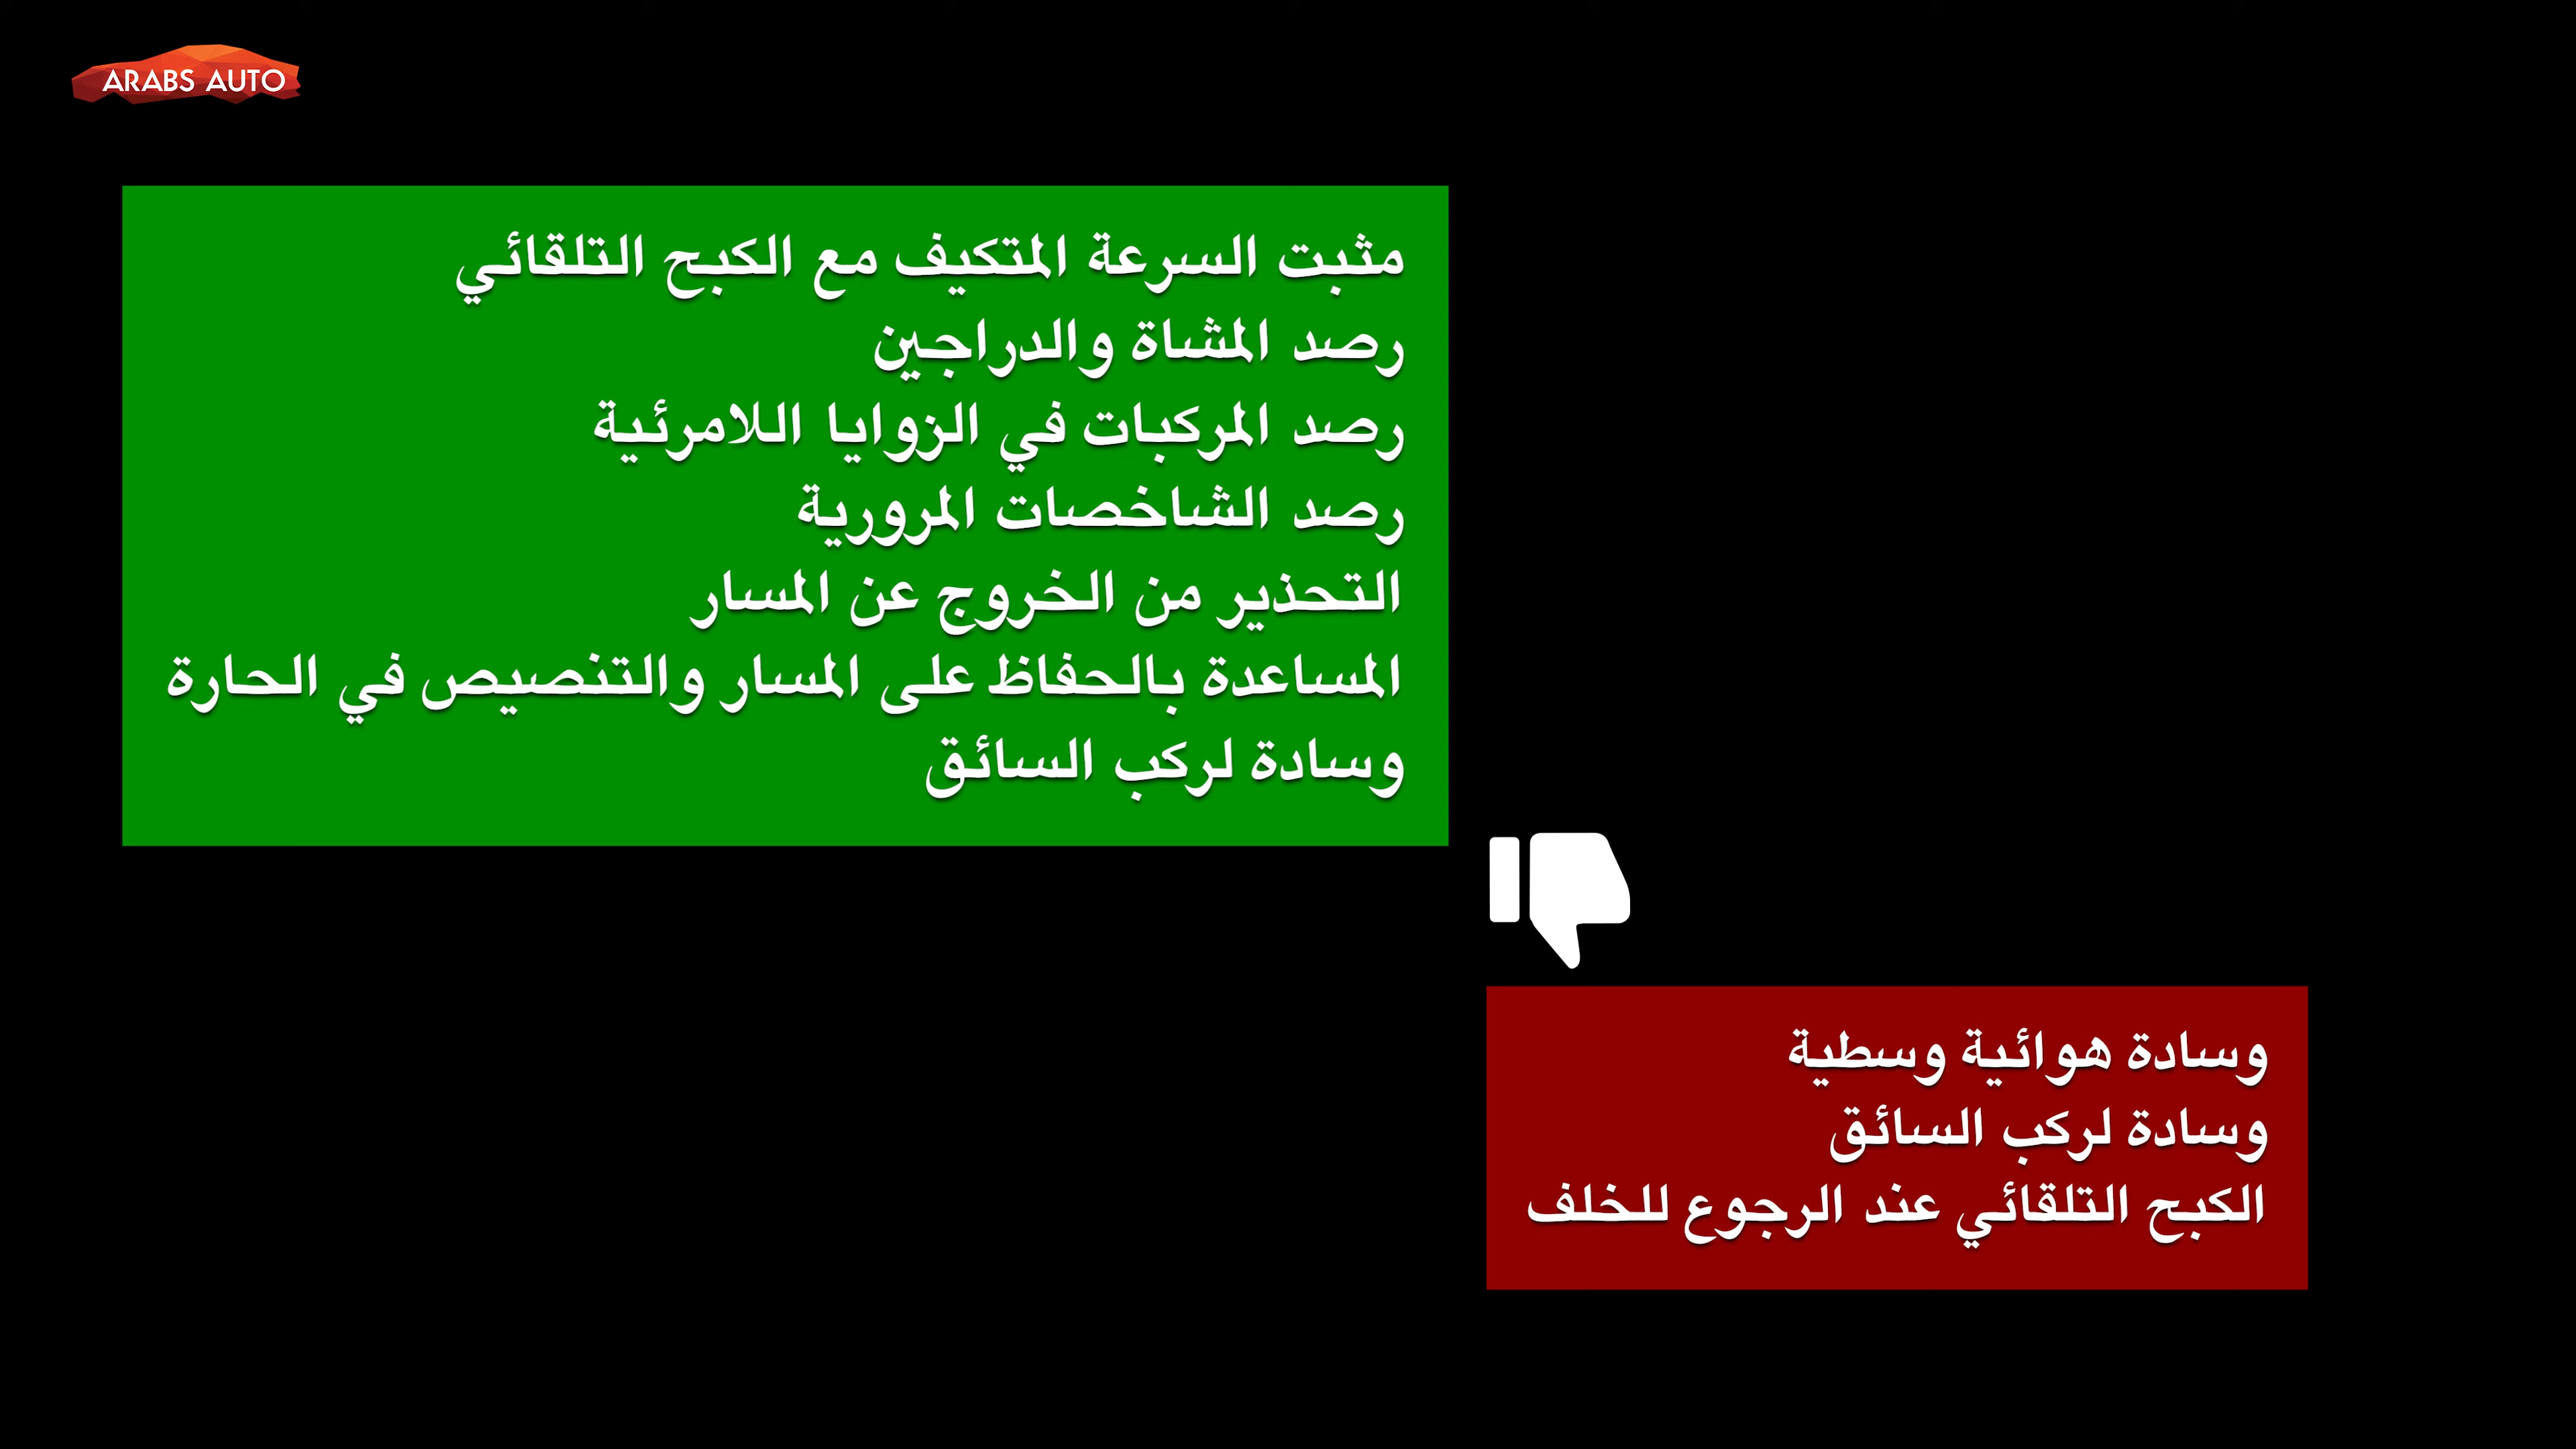 ARABS AUTO
مثبت السرعة المتكيف مع الكبح التلقائي
رصد المشاة والدراجين
رصد المركبات في الزوايا اللامرئية
رصد الشاخصات المرورية
التحذير من الخروج عن المسار
المساعدة بالحفاظ على المسار والتنصيص في الحارة
وسادة لركب السائق
وسادة هوائية وسطية
وسادة لركب السائق
الكبح التلقائي عند الرجوع للخلف